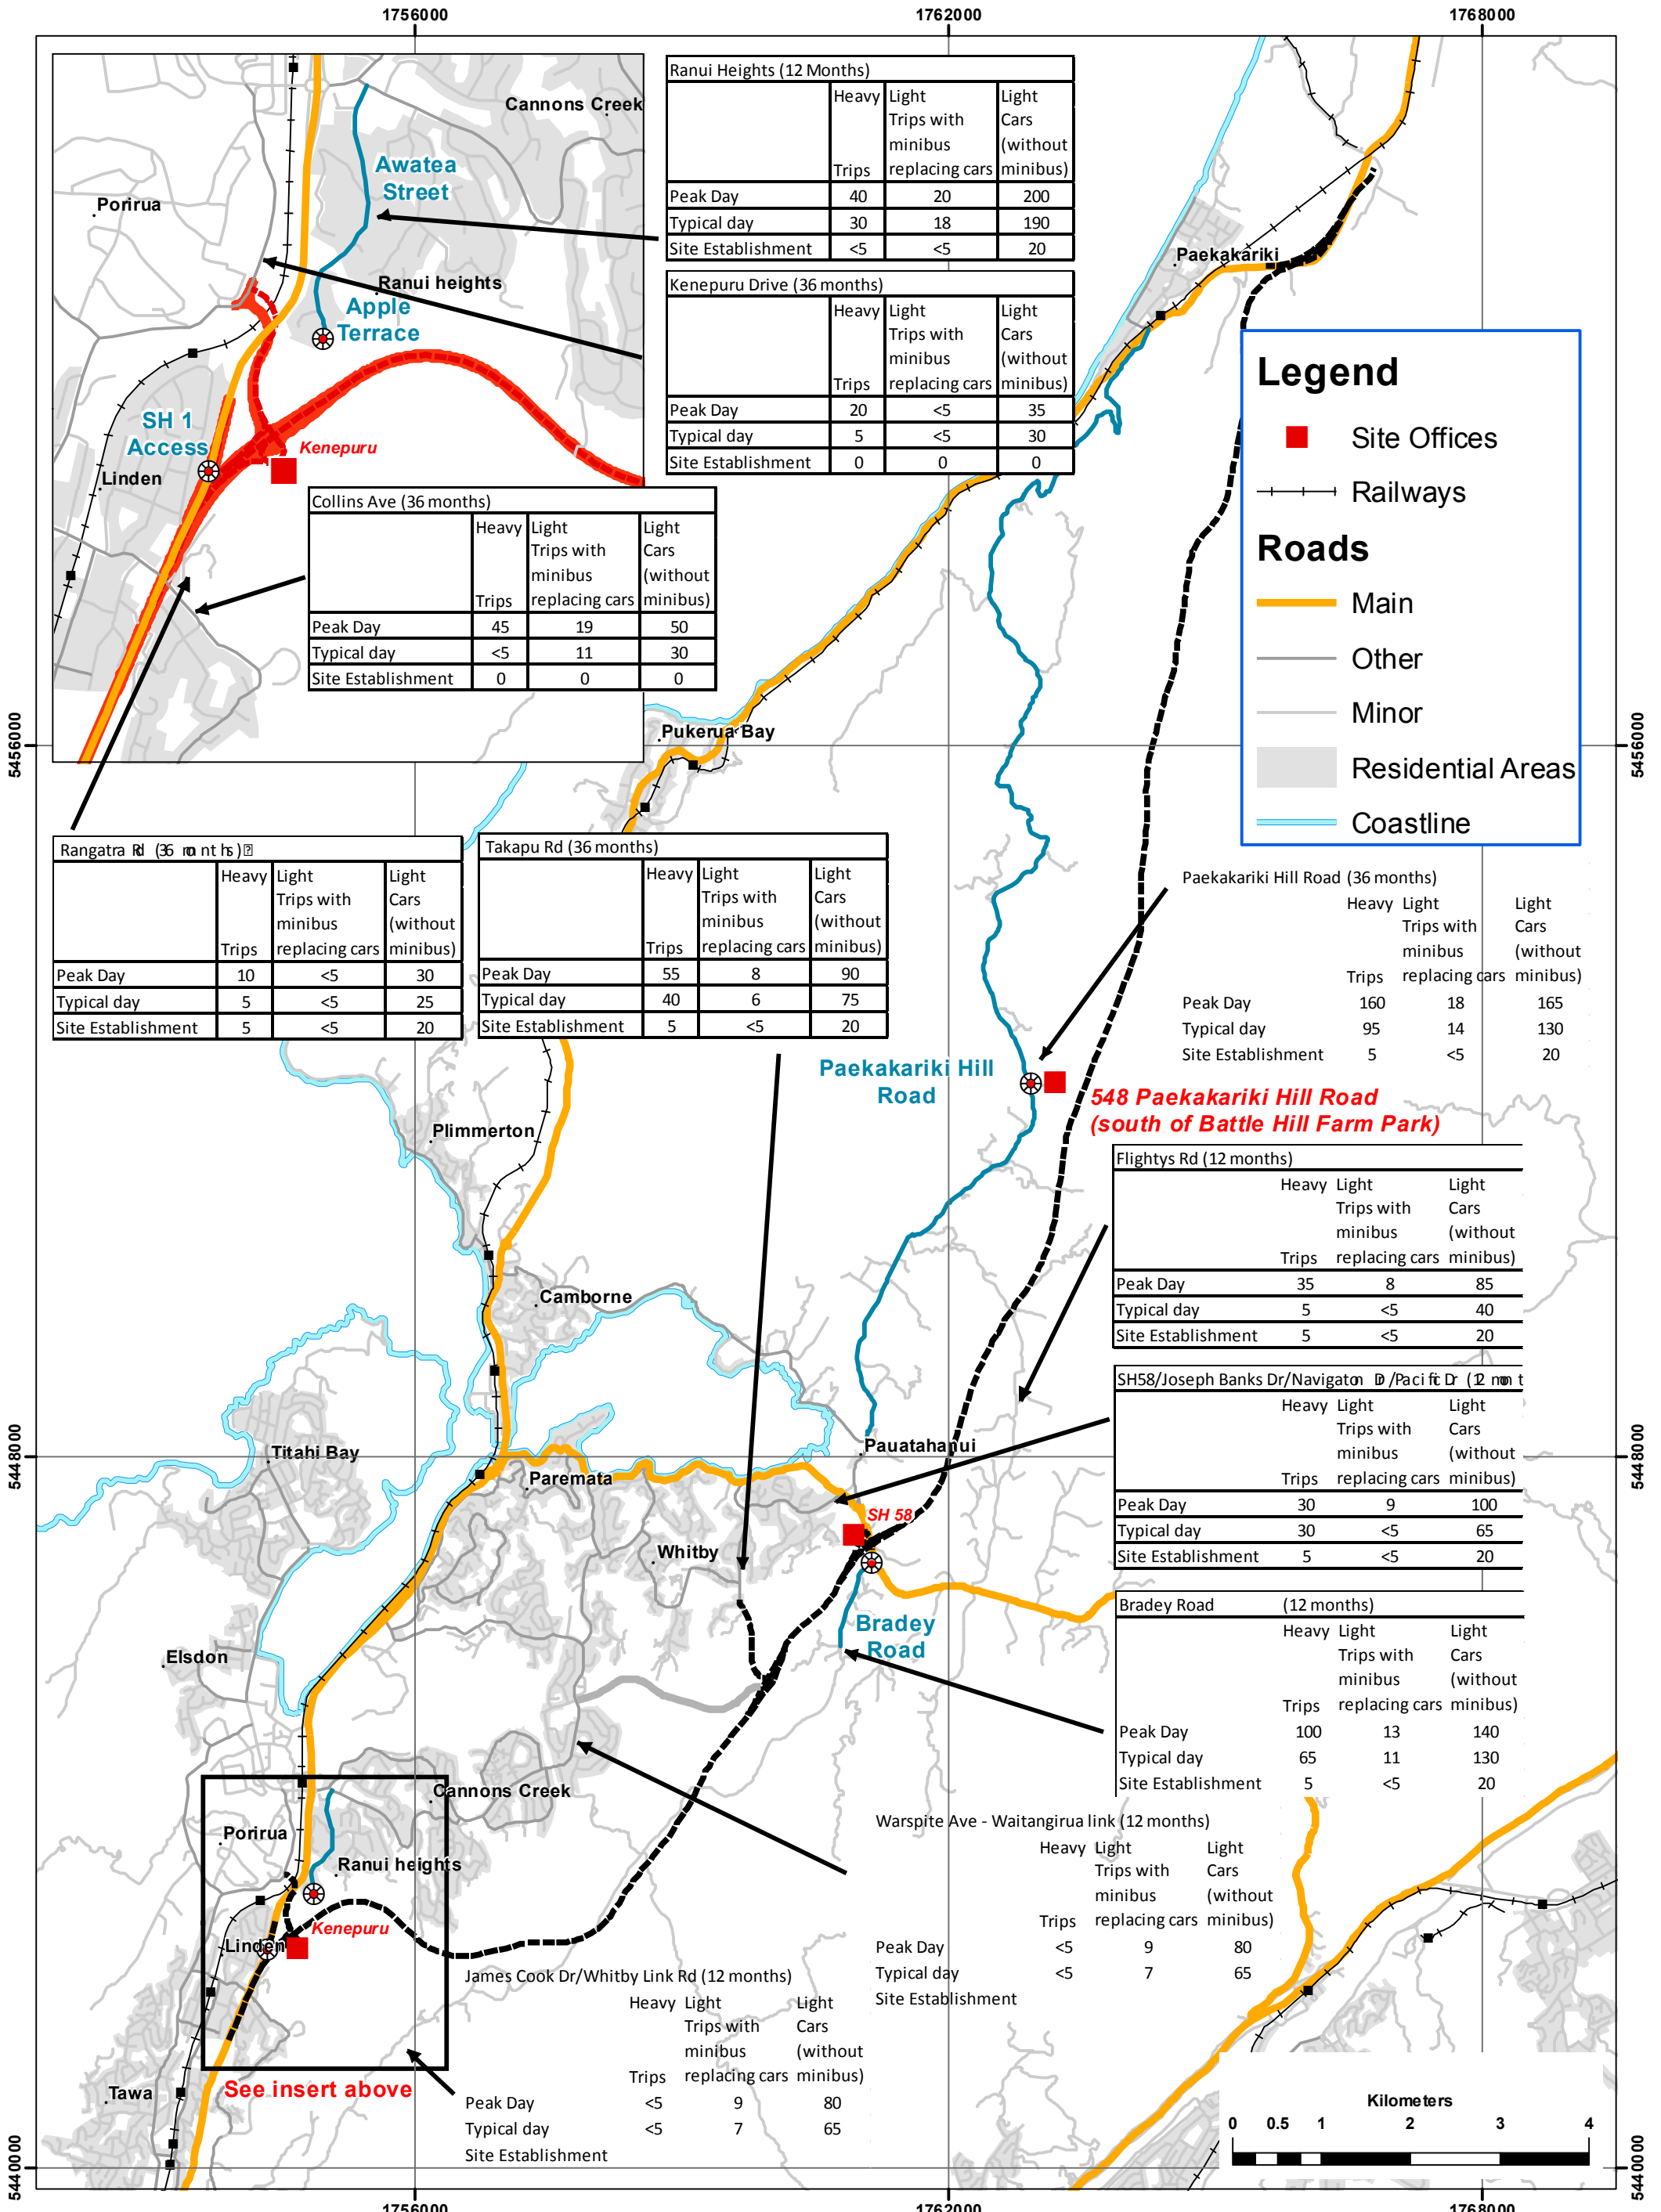 1756000 1762000 1768000
Cannons Creek
Awatea
Street
Porirua
Ranui heights
Apple
Terrace
SH 1
Access
Kenepuru
Linden
Ranui Heights (12 Months)
Heavy Light Light
Trips with Cars
minibus (without
Trips replacing cars minibus)
Peak Day 40 20 200
Typical day 30 18 190
Site Establishment <5 <5 20
Kenepuru Drive (36 months)
Heavy Light Light
Trips with Cars
minibus (without
Trips replacing cars minibus)
Peak Day 20 <5 35
Typical day 5 <5 30
Site Establishment 0 0 0
Collins Ave (36 months)
Heavy Light Light
Trips with Cars
minibus (without
Trips replacing cars minibus)
Peak Day 45 19 50
Typical day <5 11 30
Site Establishment 0 0 0
Paekakariki
Legend
Site Offices
Railways
Roads
Main
Other
Minor
Residential Areas
Coastline
Pukerua Bay
5456000 5456000
Rangatra Rd (36 months)
Heavy Light Light
Trips with Cars
minibus (without
Trips replacing cars minibus)
Peak Day 10 <5 30
Typical day 5 <5 25
Site Establishment 5 <5 20
Takapu Rd (36 months)
Heavy Light Light
Trips with Cars
minibus (without
Trips replacing cars minibus)
Peak Day 55 8 90
Typical day 40 6 75
Site Establishment 5 <5 20
Paekakariki Hill Road (36 months)
Heavy Light Light
Trips with Cars
minibus (without
Trips replacing cars minibus)
Peak Day 160 18 165
Typical day 95 14 130
Site Establishment 5 <5 20
Paekakariki Hill
Road
548 Paekakariki Hill Road
(south of Battle Hill Farm Park)
Plimmerton
Flightys Rd (12 months)
Heavy Light Light
Trips with Cars
minibus (without
Trips replacing cars minibus)
Peak Day 35 8 85
Typical day 5 <5 40
Site Establishment 5 <5 20
Camborne
SH58/Joseph Banks Dr/Navigaton Dr/Pacific Dr (12 mont
Heavy Light Light
Trips with Cars
minibus (without
Trips replacing cars minibus)
Peak Day 30 9 100
Typical day 30 <5 65
Site Establishment 5 <5 20
5448000 5448000
Titahi Bay
Pauatahanui
Paremata
SH 58
Whitby
Bradey
Road
Bradey Road (12 months)
Heavy Light Light
Trips with Cars
minibus (without
Trips replacing cars minibus)
Peak Day 100 13 140
Typical day 65 11 130
Site Establishment 5 <5 20
Elsdon
Cannons Creek
Porirua
Ranui heights
Kenepuru
Linden
Warspite Ave - Waitangirua link (12 months)
Heavy Light Light
Trips with Cars
minibus (without
Trips replacing cars minibus)
Peak Day <5 9 80
Typical day <5 7 65
Site Establishment
James Cook Dr/Whitby Link Rd (12 months)
Heavy Light Light
Trips with Cars
minibus (without
Trips replacing cars minibus)
Peak Day <5 9 80
Typical day <5 7 65
Site Establishment
See insert above
Tawa
Kilometers
0 0.5 1 2 3 4
5440000 5440000
1756000 1762000 1768000